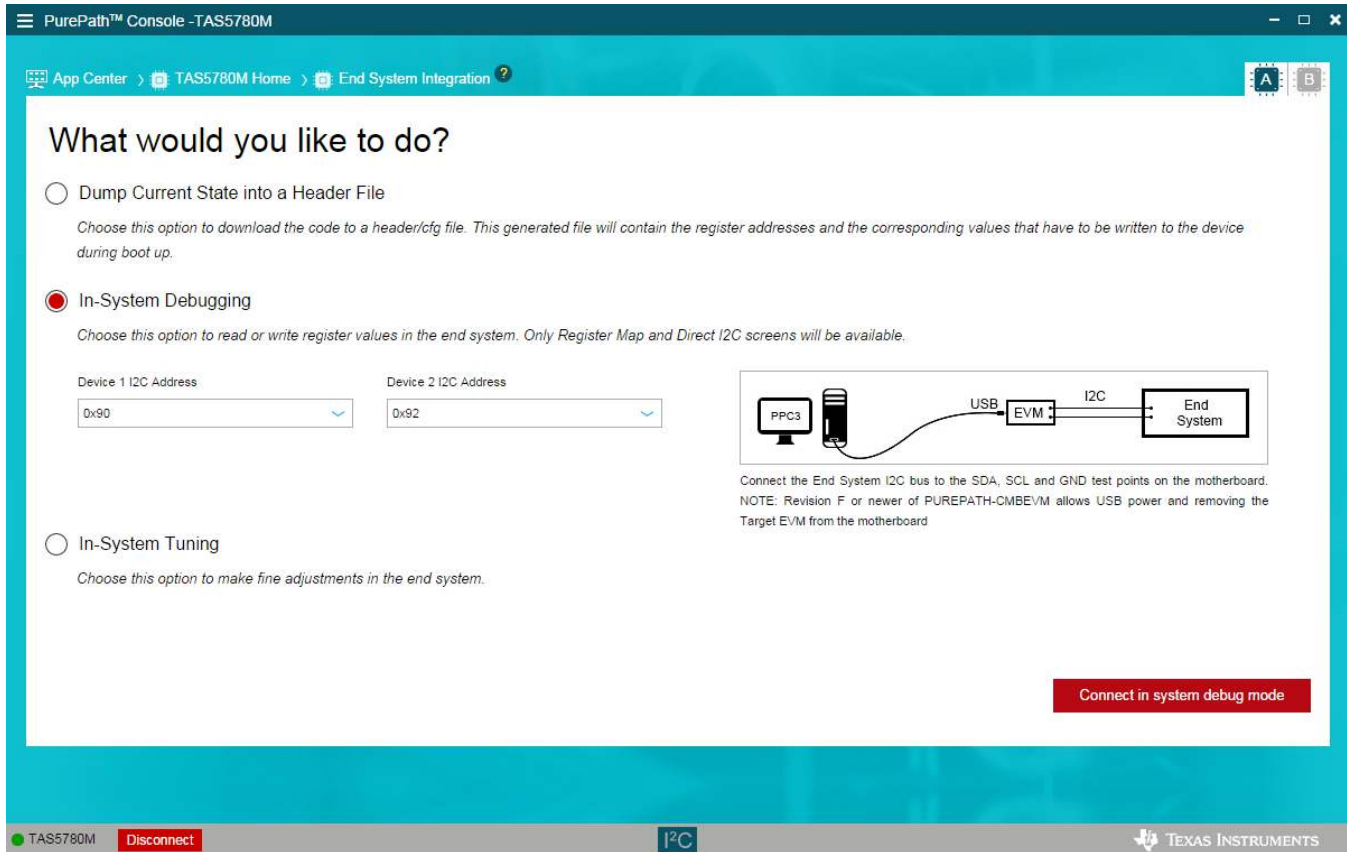 PurePath™ Console -TAS5780M
App Center > TAS5780M Home > End System Integration ?
A B
What would you like to do?
Dump Current State into a Header File
Choose this option to download the code to a header/cfg file. This generated file will contain the register addresses and the corresponding values that have to be written to the device
during boot up.
In-System Debugging
Choose this option to read or write register values in the end system. Only Register Map and Direct I2C screens will be available.
Device 1 I2C Address Device 2 I2C Address
0x90 0x92
PPC3 USB EVM I2C End
System
Connect the End System I2C bus to the SDA, SCL and GND test points on the motherboard.
NOTE: Revision F or newer of PUREPATH-CMBEVM allows USB power and removing the
Target EVM from the motherboard
In-System Tuning
Choose this option to make fine adjustments in the end system.
Connect in system debug mode
TAS5780M Disconnect I²C TEXAS INSTRUMENTS